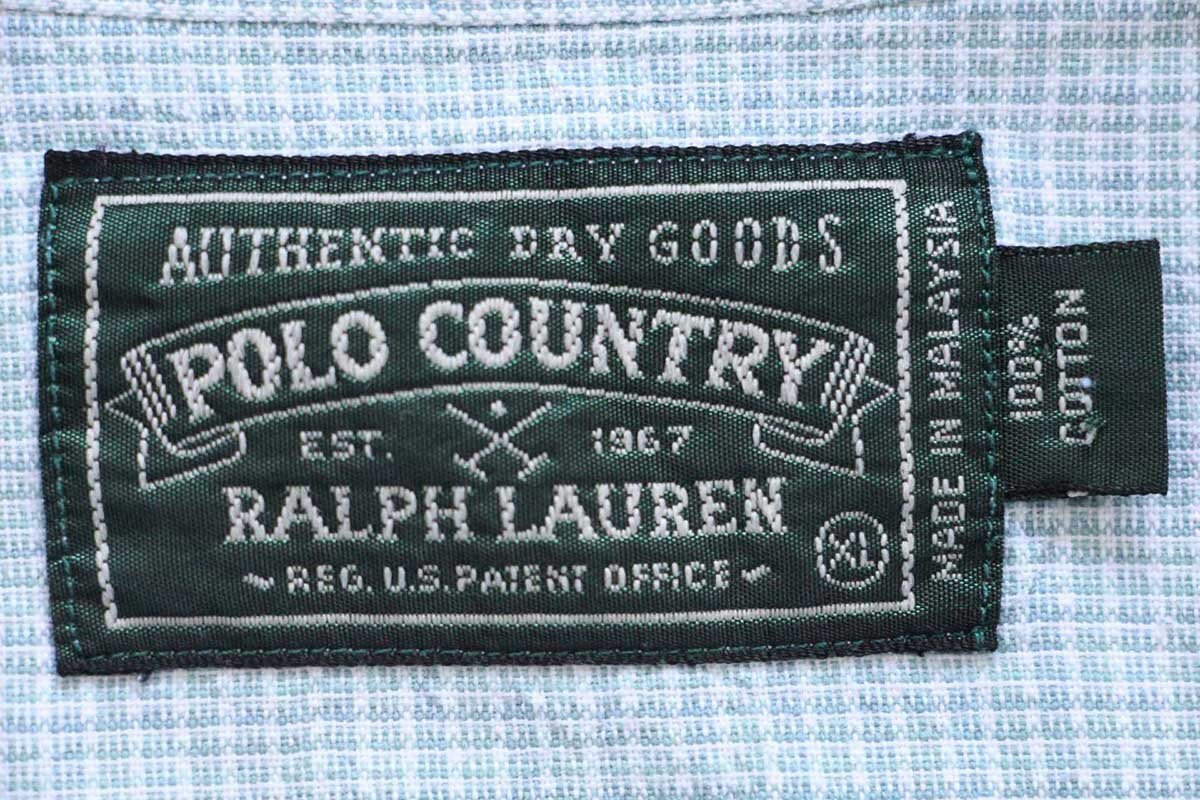 AUTHENTIC DRY GOODS
POLO COUNTRY
EST. 1967
RALPH LAUREN
REG. U.S. PATENT OFFICE
XL
MADE IN MALAYSIA
100%
COTTON